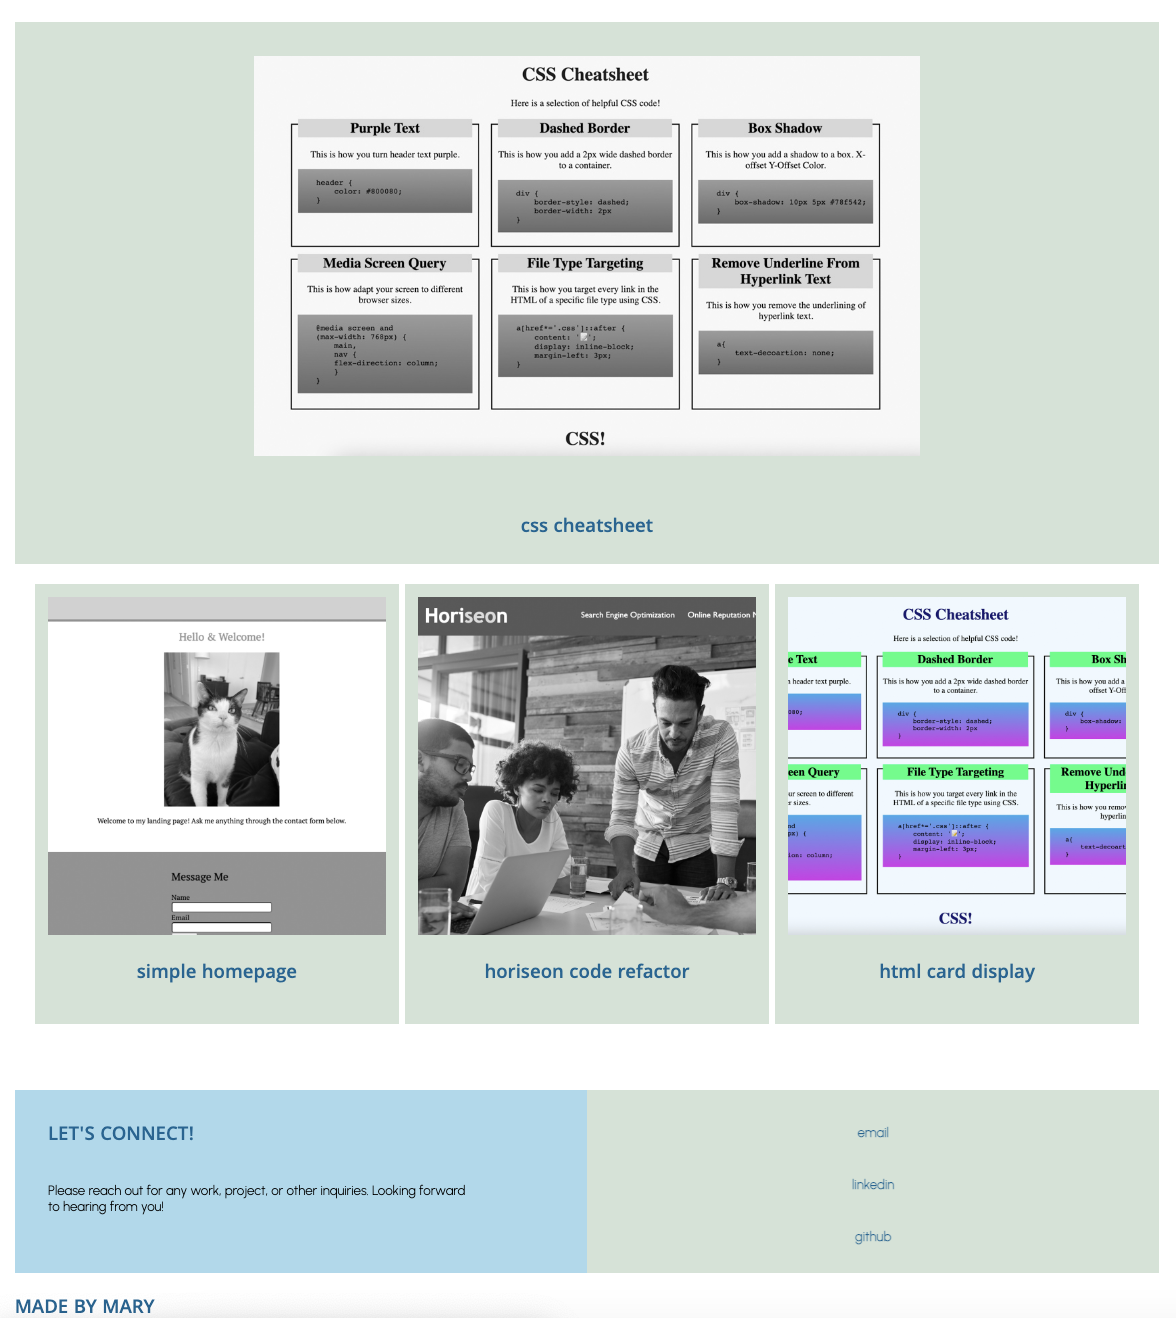 CSS Cheatsheet
Here is a selection of helpful CSS code!
Purple Text
This is how you turn header text purple.
header {
color: #800080;
}
Dashed Border
This is how you add a 2px wide dashed border
to a container.
div {
border-style: dashed;
border-width: 2px
}
Box Shadow
This is how you add a shadow to a box. X-
offset Y-Offset Color.
div {
box-shadow: 10px 5px #78f542;
}
Media Screen Query
This is how adapt your screen to different
browser sizes.
@media screen and
(max-width: 768px) {
main,
nav {
flex-direction: column;
}
}
File Type Targeting
This is how you target every link in the
HTML of a specific file type using CSS.
a[href*='.css']::after {
content: '';
display: inline-block;
margin-left: 3px;
}
Remove Underline From
Hyperlink Text
This is how you remove the underlining of
hyperlink text.
a{
text-decoartion: none;
}
CSS!
css cheatsheet
Hello & Welcome!
Welcome to my landing page! Ask me anything through the contact form below.
Message Me
Name
Email
simple homepage
Horiseon
Search Engine Optimization Online Reputation M
horiseon code refactor
CSS Cheatsheet
Here is a selection of helpful CSS code!
e Text
header text purple.
080;
Dashed Border
This is how you add a 2px wide dashed border
to a container.
div {
border-style: dashed;
border-width: 2px
}
Box Sh
This is how you add a
offset Y-Off
div {
box-shadow:
}
een Query
ur screen to different
r sizes.
nd
px) {
ion: column;
File Type Targeting
This is how you target every link in the
HTML of a specific file type using CSS.
a[href*='.css']::after {
content: '';
display: inline-block;
margin-left: 3px;
}
Remove Und
Hyperlin
This is how you remov
hyperlin
a{
text-decoart
}
CSS!
html card display
LET'S CONNECT!
Please reach out for any work, project, or other inquiries. Looking forward
to hearing from you!
email
linkedin
github
MADE BY MARY